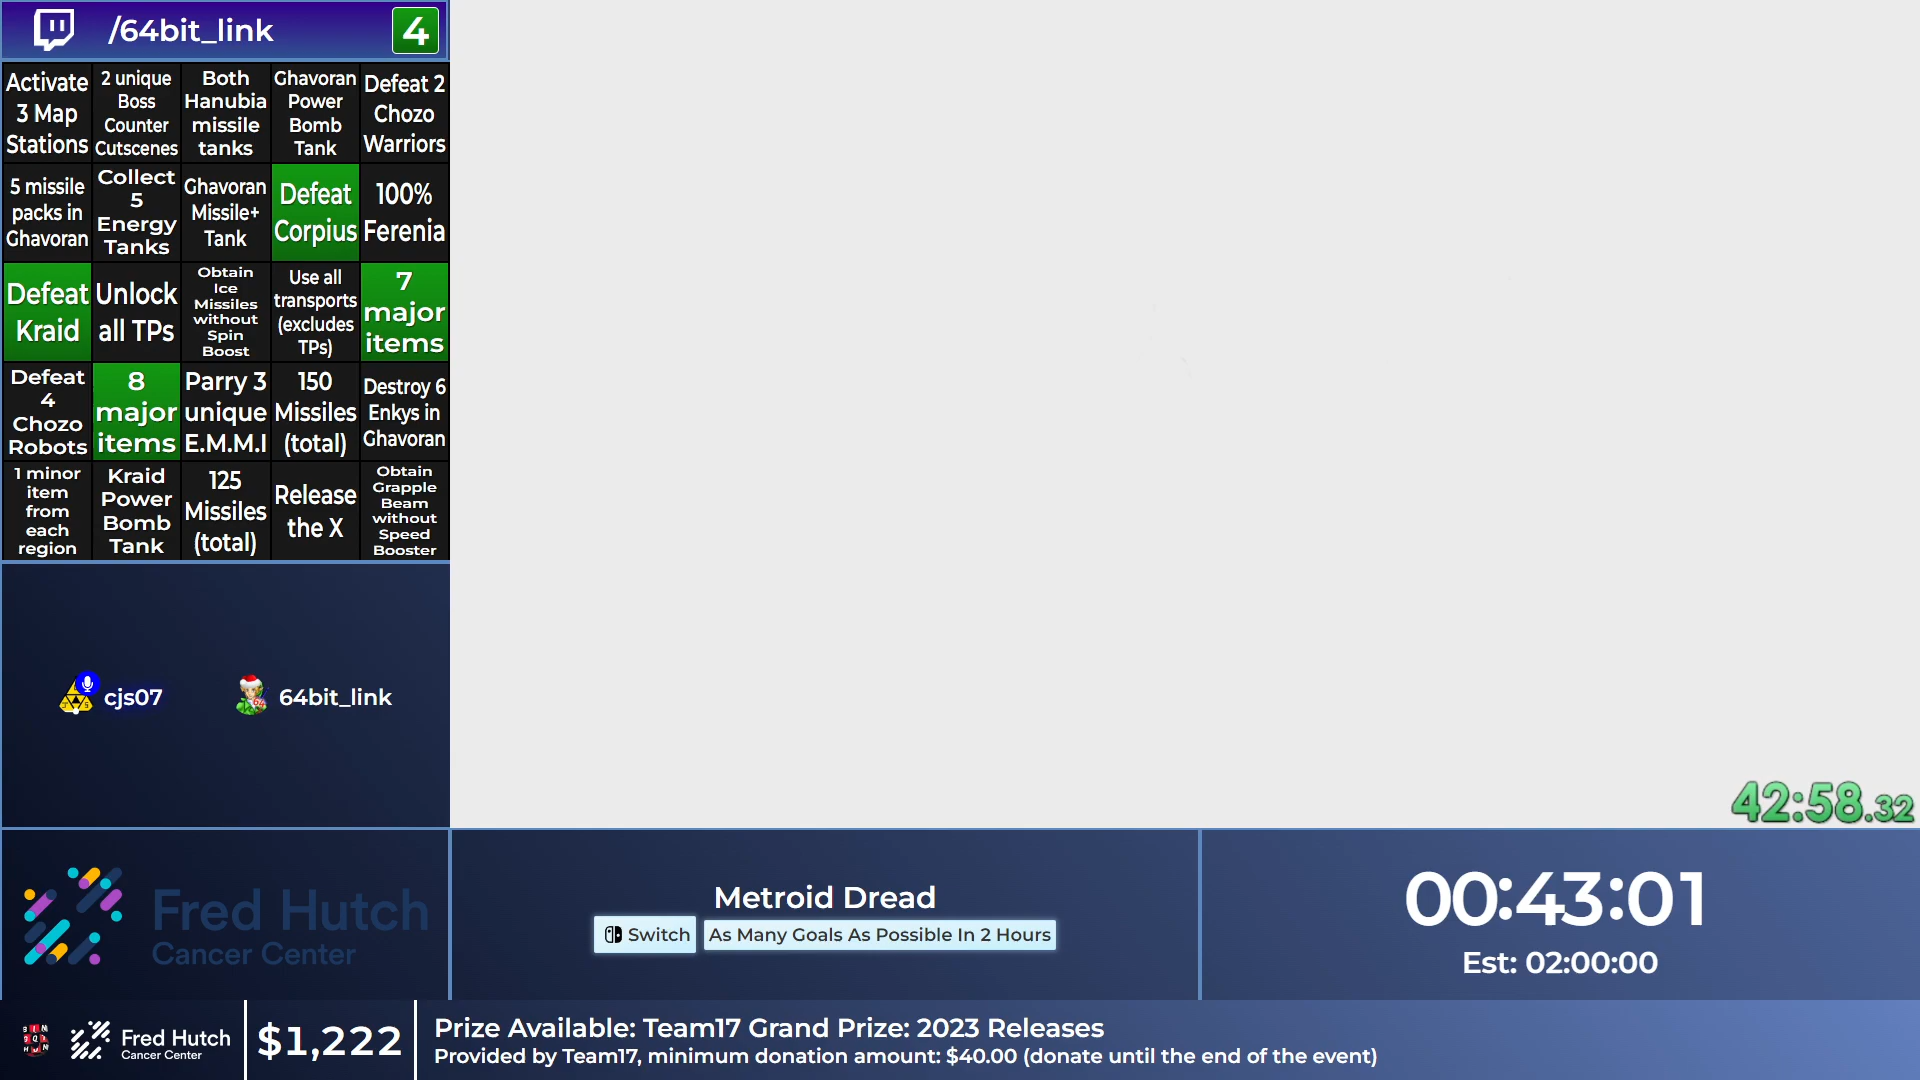 /64bit_link
4
Activate
3 Map
Stations
2 unique
Boss
Counter
Cutscenes
Both
Hanubia
missile
tanks
Ghavoran
Power
Bomb
Tank
Defeat 2
Chozo
Warriors
5 missile
packs in
Ghavoran
Collect
5
Energy
Tanks
Ghavoran
Missile+
Tank
Defeat
Corpius
100%
Ferenia
Defeat
Kraid
Unlock
all TPs
Obtain
Ice
Missiles
without
Spin
Boost
Use all
transports
(excludes
TPs)
7
major
items
Defeat
4
Chozo
Robots
8
major
items
Parry 3
unique
E.M.M.I
150
Missiles
(total)
Destroy 6
Enkys in
Ghavoran
1 minor
item
from
each
region
Kraid
Power
Bomb
Tank
125
Missiles
(total)
Release
the X
Obtain
Grapple
Beam
without
Speed
Booster
cjs07
64bit_link
42:58.32
Fred Hutch
Cancer Center
Metroid Dread
Switch
As Many Goals As Possible In 2 Hours
00:43:01
Est: 02:00:00
Fred Hutch
Cancer Center
$1,222
Prize Available: Team17 Grand Prize: 2023 Releases
Provided by Team17, minimum donation amount: $40.00 (donate until the end of the event)